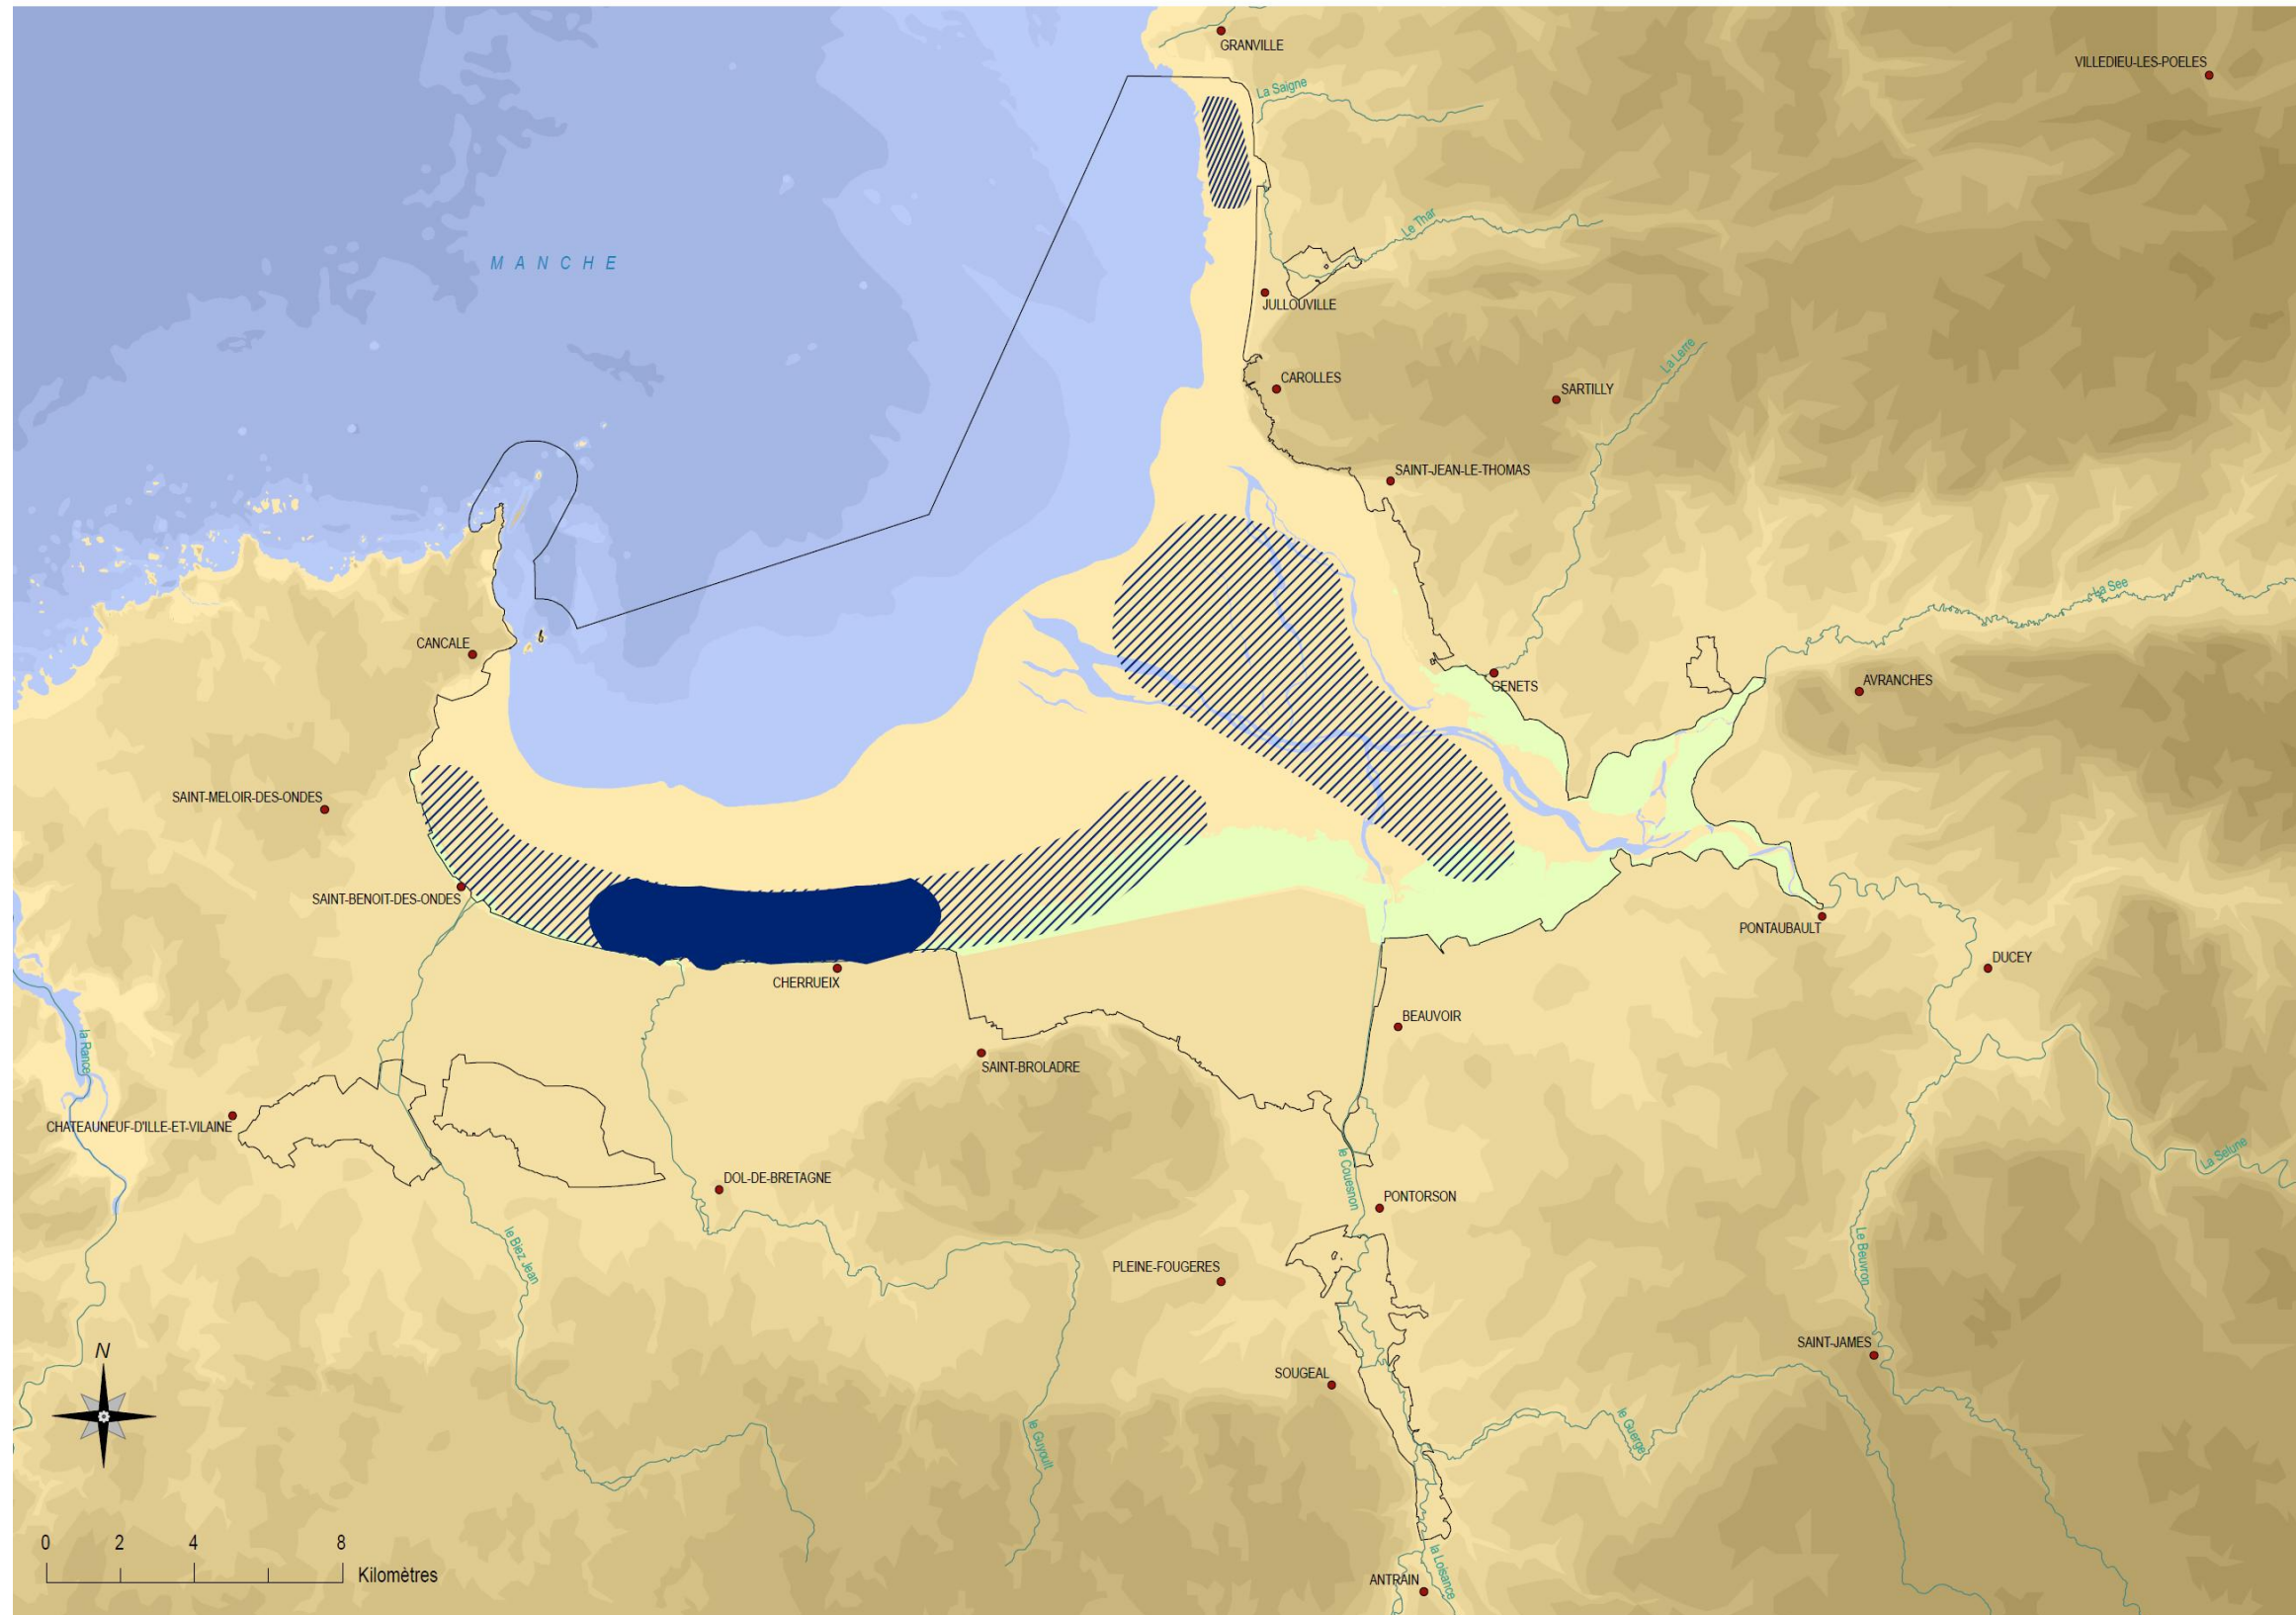 GRANVILLE
VILLEDIEU-LES-POELES
La Saigne
Le Thar
MANCHE
JULLOUVILLE
La Lerre
CAROLLES
SARTILLY
SAINT-JEAN-LE-THOMAS
La See
CANCALE
GENETS
AVRANCHES
SAINT-MELOIR-DES-ONDES
SAINT-BENOIT-DES-ONDES
PONTAUBAULT
DUCEY
CHERRUEIX
BEAUVOIR
la Rance
SAINT-BROLADRE
CHATEAUNEUF-D'ILLE-ET-VILAINE
La Selune
DOL-DE-BRETAGNE
le Couesnon
PONTORSON
le Biez Jean
Le Beuvron
PLEINE-FOUGERES
SAINT-JAMES
N
SOUGEAL
le Guyoult
le Guerge
0 2 4 8
Kilomètres
la Loisance
ANTRAIN